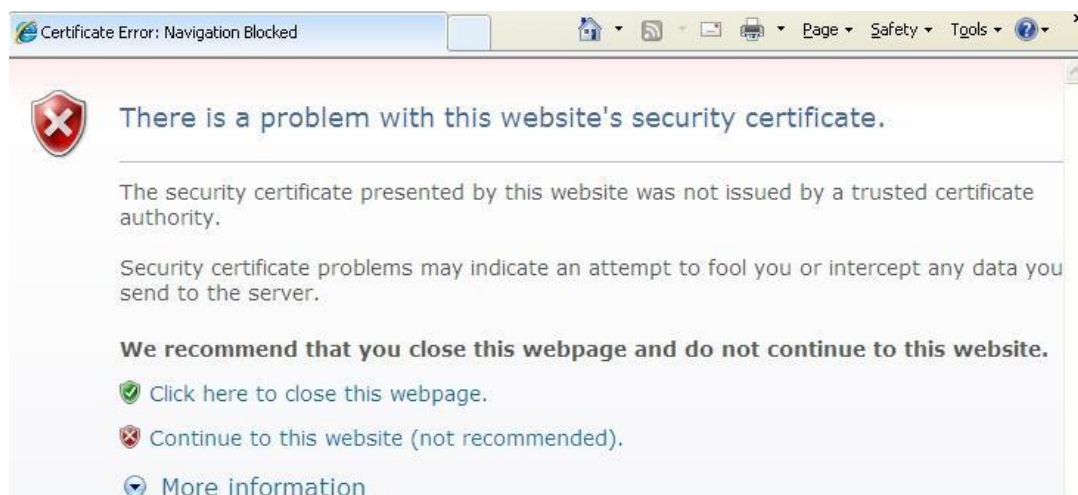 Certificate Error: Navigation Blocked
Page Safety Tools
There is a problem with this website's security certificate.
The security certificate presented by this website was not issued by a trusted certificate
authority.
Security certificate problems may indicate an attempt to fool you or intercept any data you
send to the server.
We recommend that you close this webpage and do not continue to this website.
Click here to close this webpage.
Continue to this website (not recommended).
More information